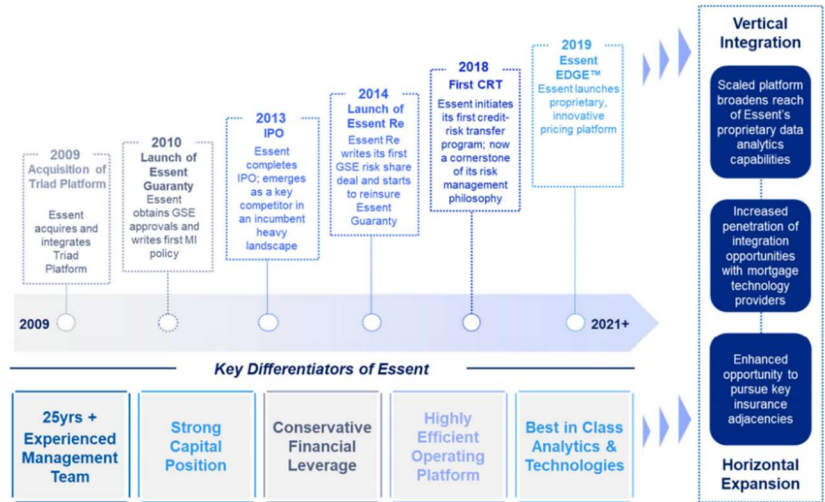 2009
Acquisition of
Triad Platform
Essent
acquires and
integrates
Triad
Platform
2010
Launch of
Essent
Guaranty
Essent
obtains GSE
approvals and
writes first MI
policy
2013
IPO
Essent
completes
IPO; emerges
as a key
competitor in
an incumbent
heavy
landscape
2014
Launch of
Essent Re
Essent Re
writes its first
GSE risk share
deal and starts
to reinsure
Essent
Guaranty
2018
First CRT
Essent initiates
its first credit-
risk transfer
program; now
a cornerstone
of its risk
management
philosophy
2019
Essent
EDGE™
Essent launches
proprietary,
innovative
pricing platform
2009
2021+
Key Differentiators of Essent
25yrs +
Experienced
Management
Team
Strong
Capital
Position
Conservative
Financial
Leverage
Highly
Efficient
Operating
Platform
Best in Class
Analytics &
Technologies
Vertical
Integration
Scaled platform
broadens reach
of Essent's
proprietary data
analytics
capabilities
Increased
penetration of
integration
opportunities
with mortgage
technology
providers
Enhanced
opportunity to
pursue key
insurance
adjacencies
Horizontal
Expansion